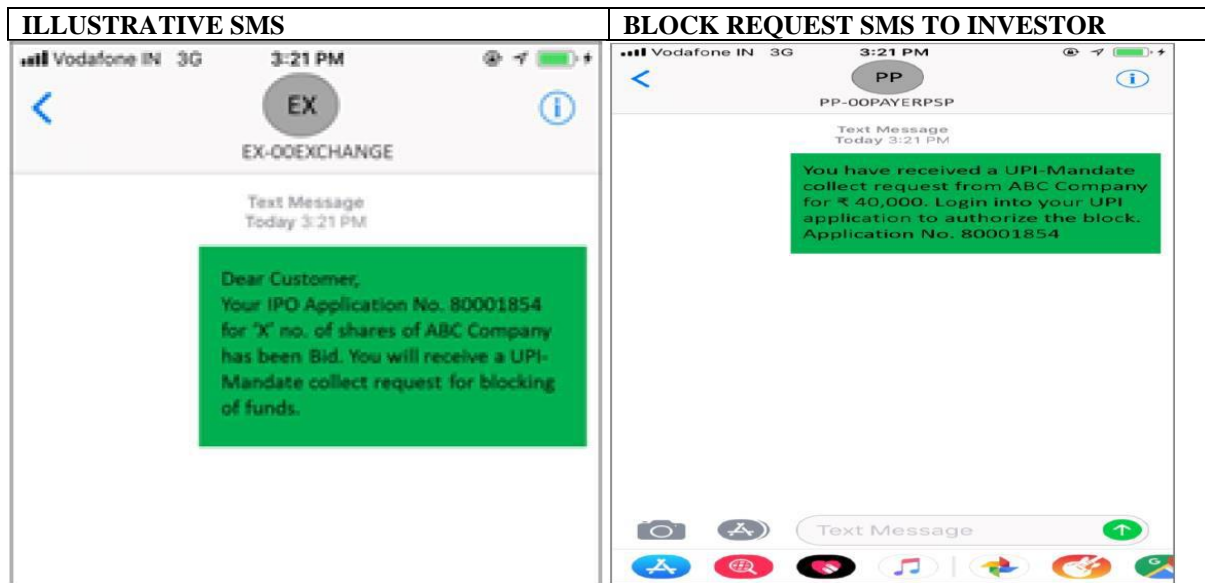 ILLUSTRATIVE SMS
Vodafone IN 3G 3:21 PM
EX
EX-00EXCHANGE
Text Message
Today 3:21 PM
Dear Customer,
Your IPO Application No. 80001854
for 'X' no. of shares of ABC Company
has been Bid. You will receive a UPI-
Mandate collect request for blocking
of funds.
BLOCK REQUEST SMS TO INVESTOR
Vodafone IN 3G 3:21 PM
PP
PP-00PAYERPSP
Text Message
Today 3:21 PM
You have received a UPI-Mandate
collect request from ABC Company
for ₹ 40,000. Login into your UPI
application to authorize the block.
Application No. 80001854
Text Message